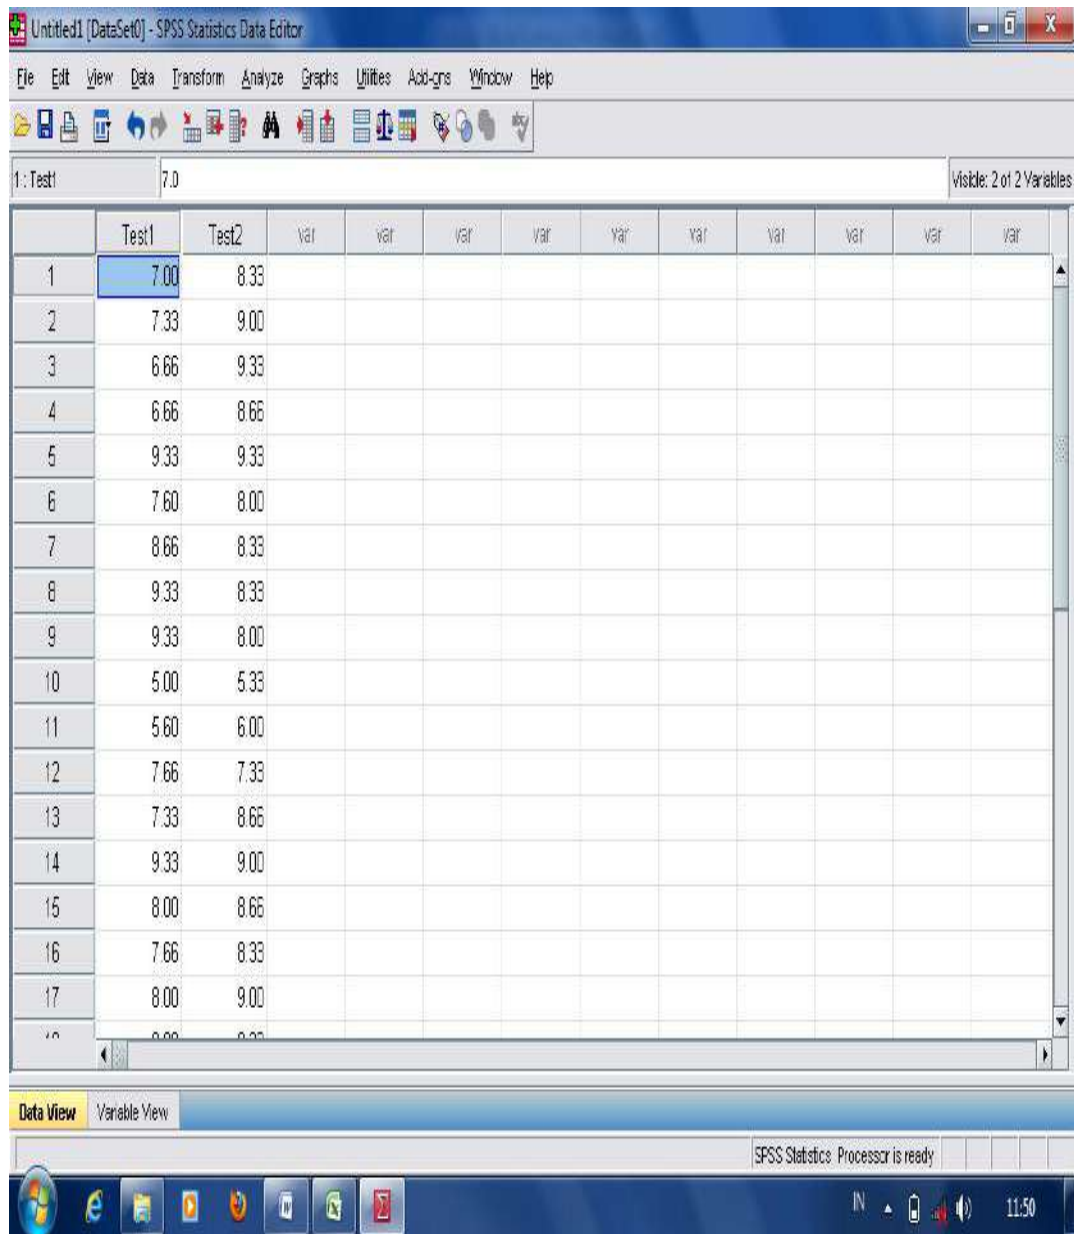 Untitled1 [DataSet0] - SPSS Statistics Data Editor
File Edit View Data Transform Analyze Graphs Utilities Add-ons Window Help
1 : Test1 7.0 Visible: 2 of 2 Variables
Test1 Test2 var var var var var var var var var var
1 7.00 8.33
2 7.33 9.00
3 6.66 9.33
4 6.66 8.66
5 9.33 9.33
6 7.60 8.00
7 8.66 8.33
8 9.33 8.33
9 9.33 8.00
10 5.00 5.33
11 5.60 6.00
12 7.66 7.33
13 7.33 8.66
14 9.33 9.00
15 8.00 8.66
16 7.66 8.33
17 8.00 9.00
Data View Variable View
SPSS Statistics Processor is ready
IN 11:50